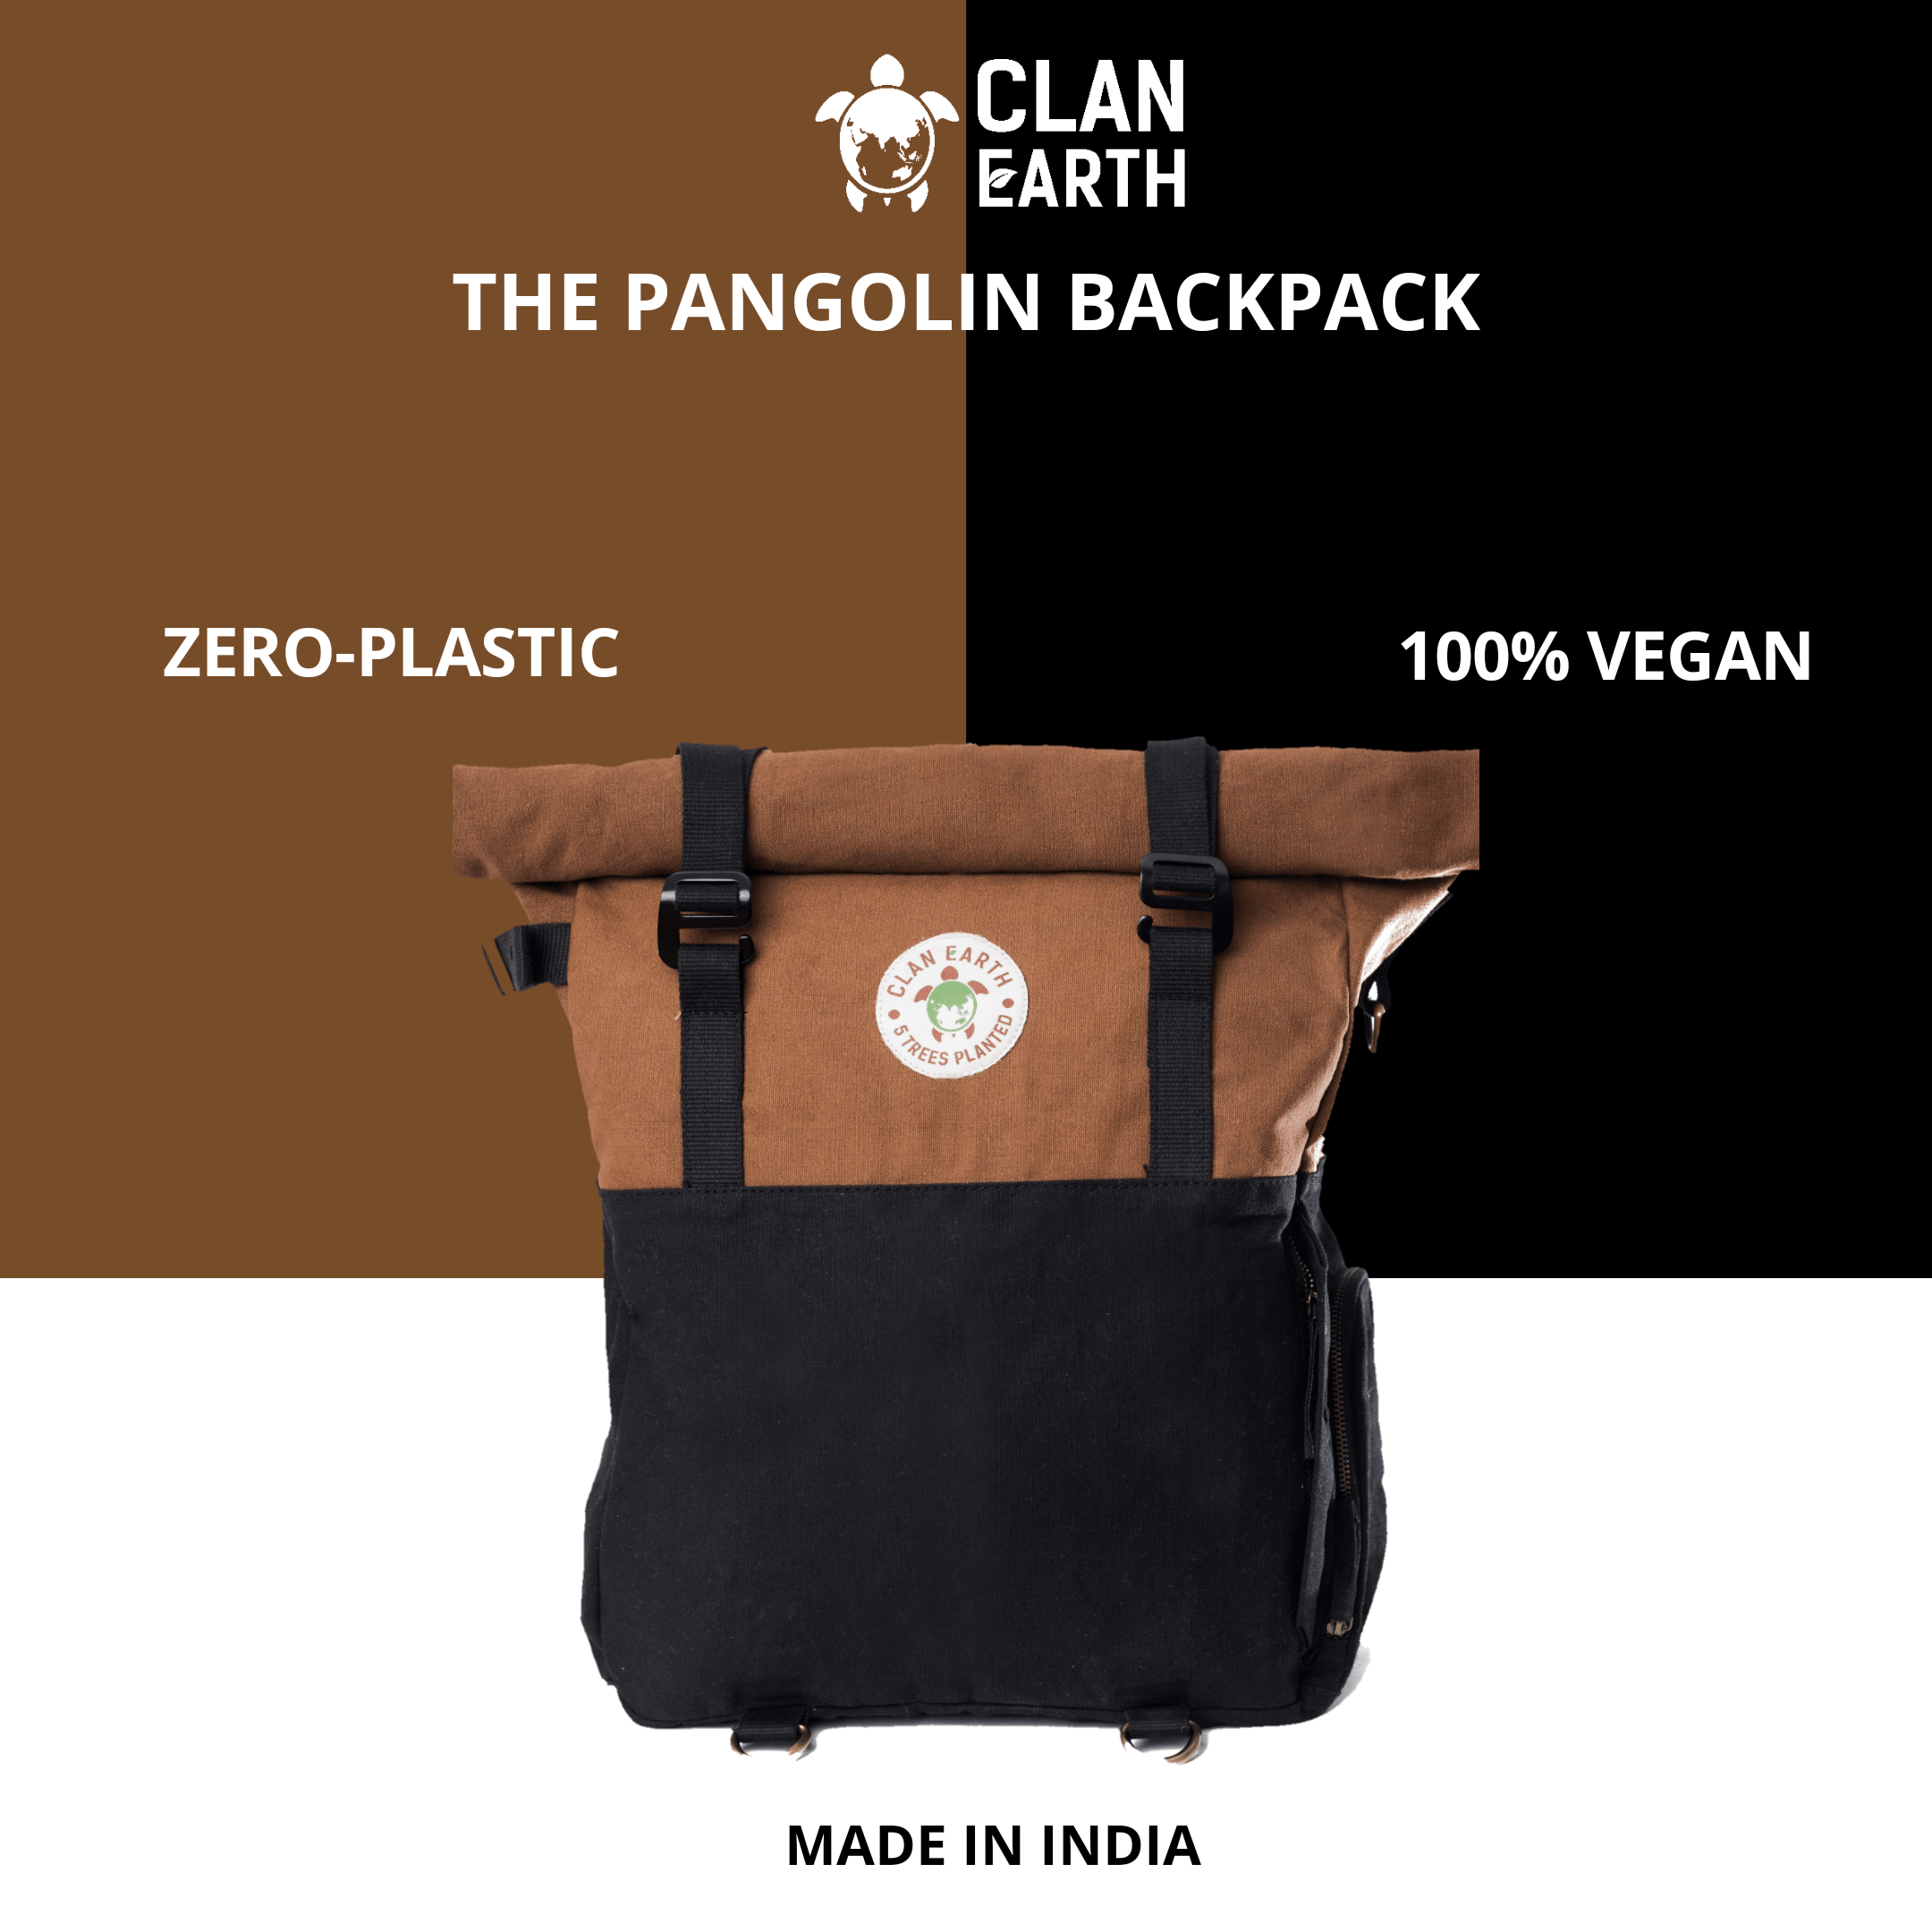 CLAN
EARTH
THE PANGOLIN BACKPACK
ZERO-PLASTIC
100% VEGAN
CLAN EARTH
5 TREES PLANTED
MADE IN INDIA